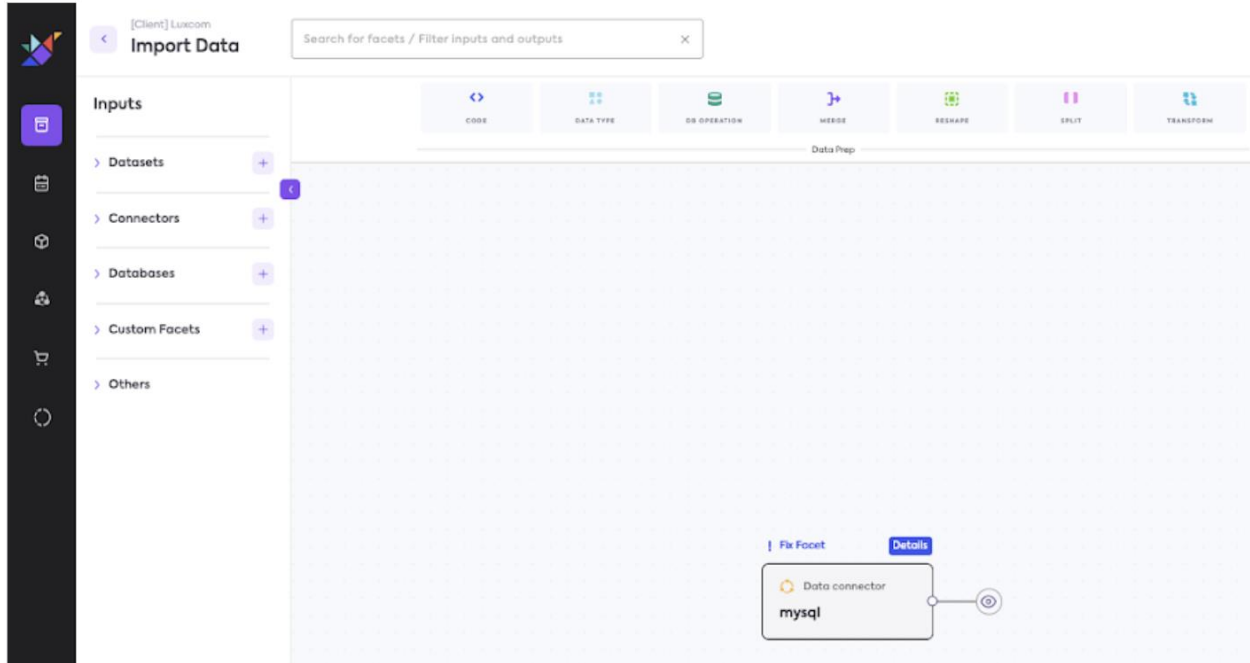 [Client] Luxcom
Import Data
Search for facets / Filter inputs and outputs
Inputs
Datasets
Connectors
Databases
Custom Facets
Others
CODE
DATA TYPE
DB OPERATION
MERGE
RESHAPE
SPLIT
TRANSFORM
Data Prep
! Fix Facet
Details
Data connector
mysql